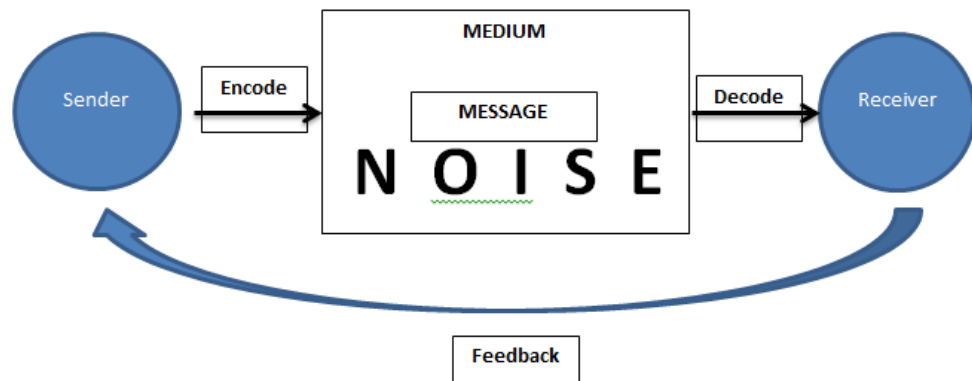 MEDIUM
Sender
Encode
Decode
Receiver
MESSAGE
N O I S E
Feedback